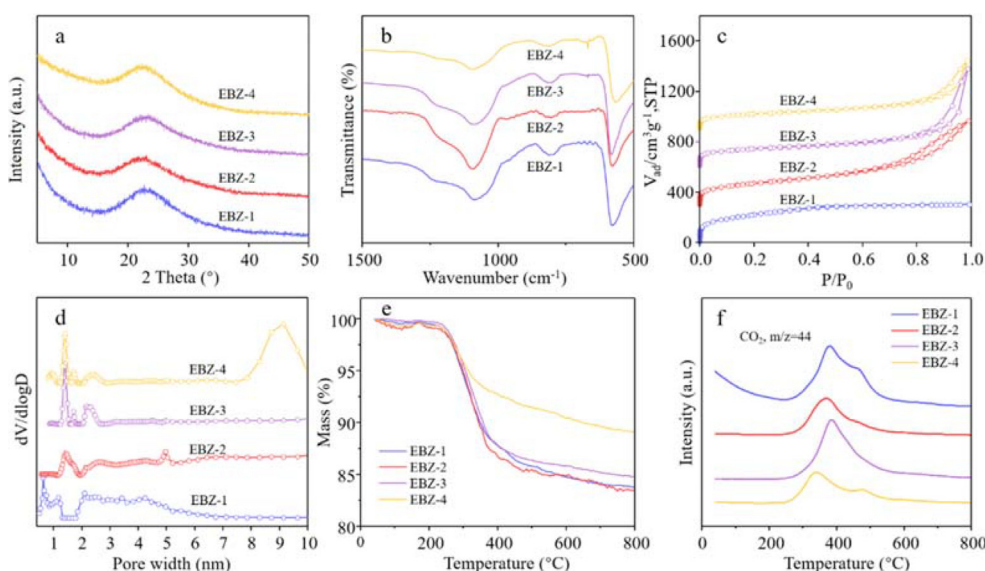 a
EBZ-4
EBZ-3
EBZ-2
EBZ-1
Intensity (a.u.)
10 20 30 40 50
2 Theta (°)
b
EBZ-4
EBZ-3
EBZ-2
EBZ-1
Transmittance (%)
1500 1000 500
Wavenumber (cm-1)
c
1600
1200
800
400
0
EBZ-4
EBZ-3
EBZ-2
EBZ-1
Vad/cm3g-1,STP
0.0 0.2 0.4 0.6 0.8 1.0
P/P0
d
EBZ-4
EBZ-3
EBZ-2
EBZ-1
dV/dlogD
1 2 3 4 5 6 7 8 9 10
Pore width (nm)
e
100
95
90
85
80
Mass (%)
EBZ-1
EBZ-2
EBZ-3
EBZ-4
0 200 400 600 800
Temperature (°C)
f
CO2, m/z=44
EBZ-1
EBZ-2
EBZ-3
EBZ-4
Intensity (a.u.)
0 200 400 600 800
Temperature (°C)